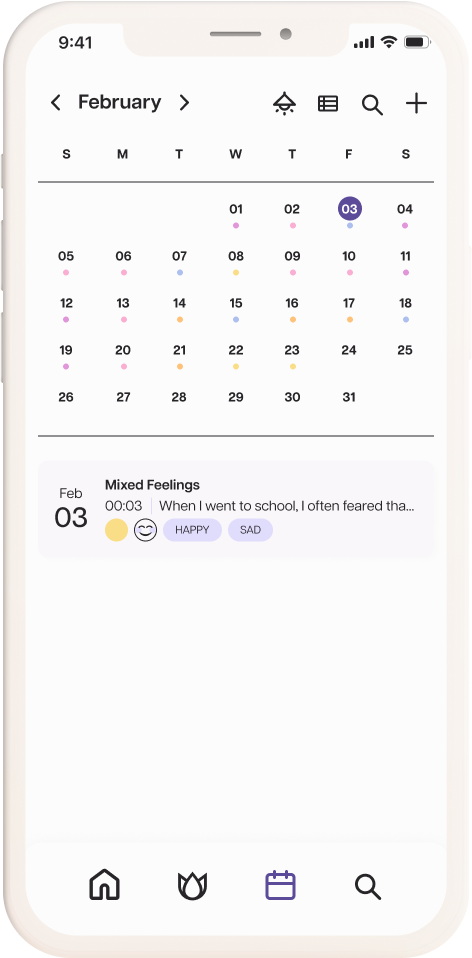 9:41
February
S M T W T F S
01 02 03 04
05 06 07 08 09 10 11
12 13 14 15 16 17 18
19 20 21 22 23 24 25
26 27 28 29 30 31
Feb
03
Mixed Feelings
00:03 When I went to school, I often feared tha...
HAPPY SAD